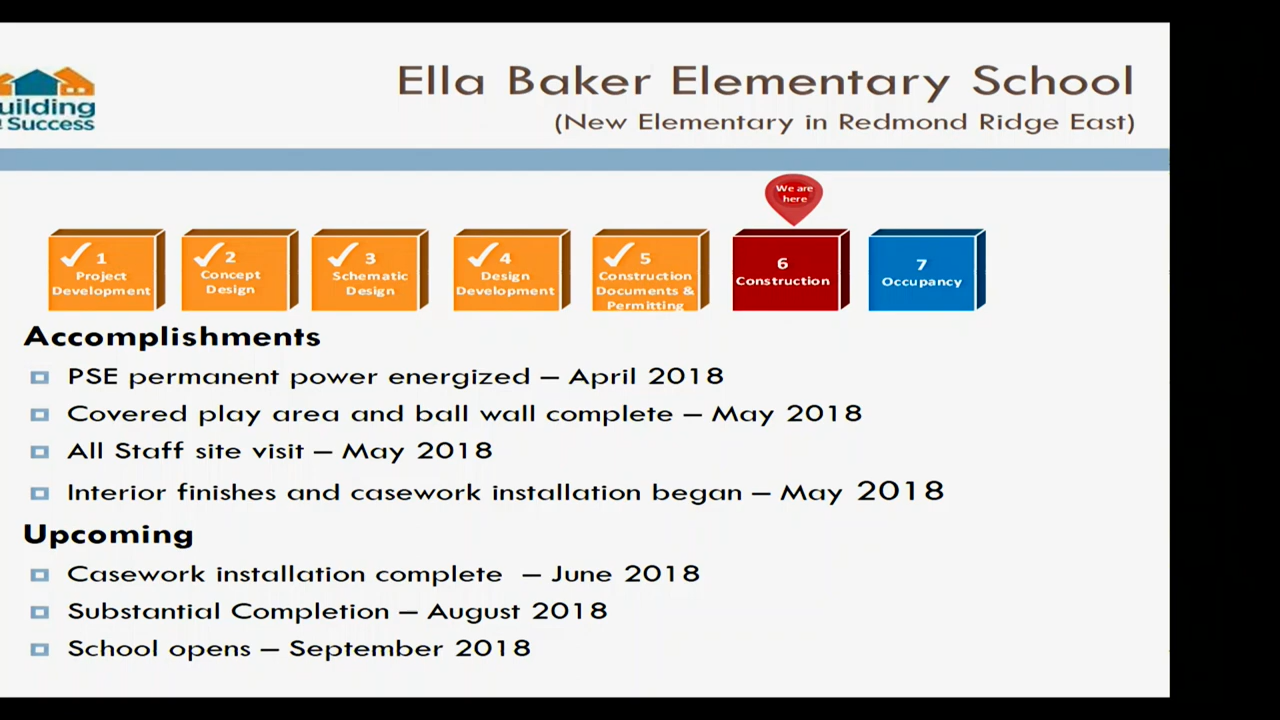 Ella Baker Elementary School
uilding
Success
(New Elementary in Redmond Ridge East)
We are
here
1
Project
Development
2
Concept
Design
3
Schematic
Design
4
Design
Development
5
Construction
Documents &
Permitting
6
Construction
7
Occupancy
Accomplishments
PSE permanent power energized – April 2018
Covered play area and ball wall complete – May 2018
All Staff site visit – May 2018
Interior finishes and casework installation began – May 2018
Upcoming
Casework installation complete – June 2018
Substantial Completion – August 2018
School opens – September 2018